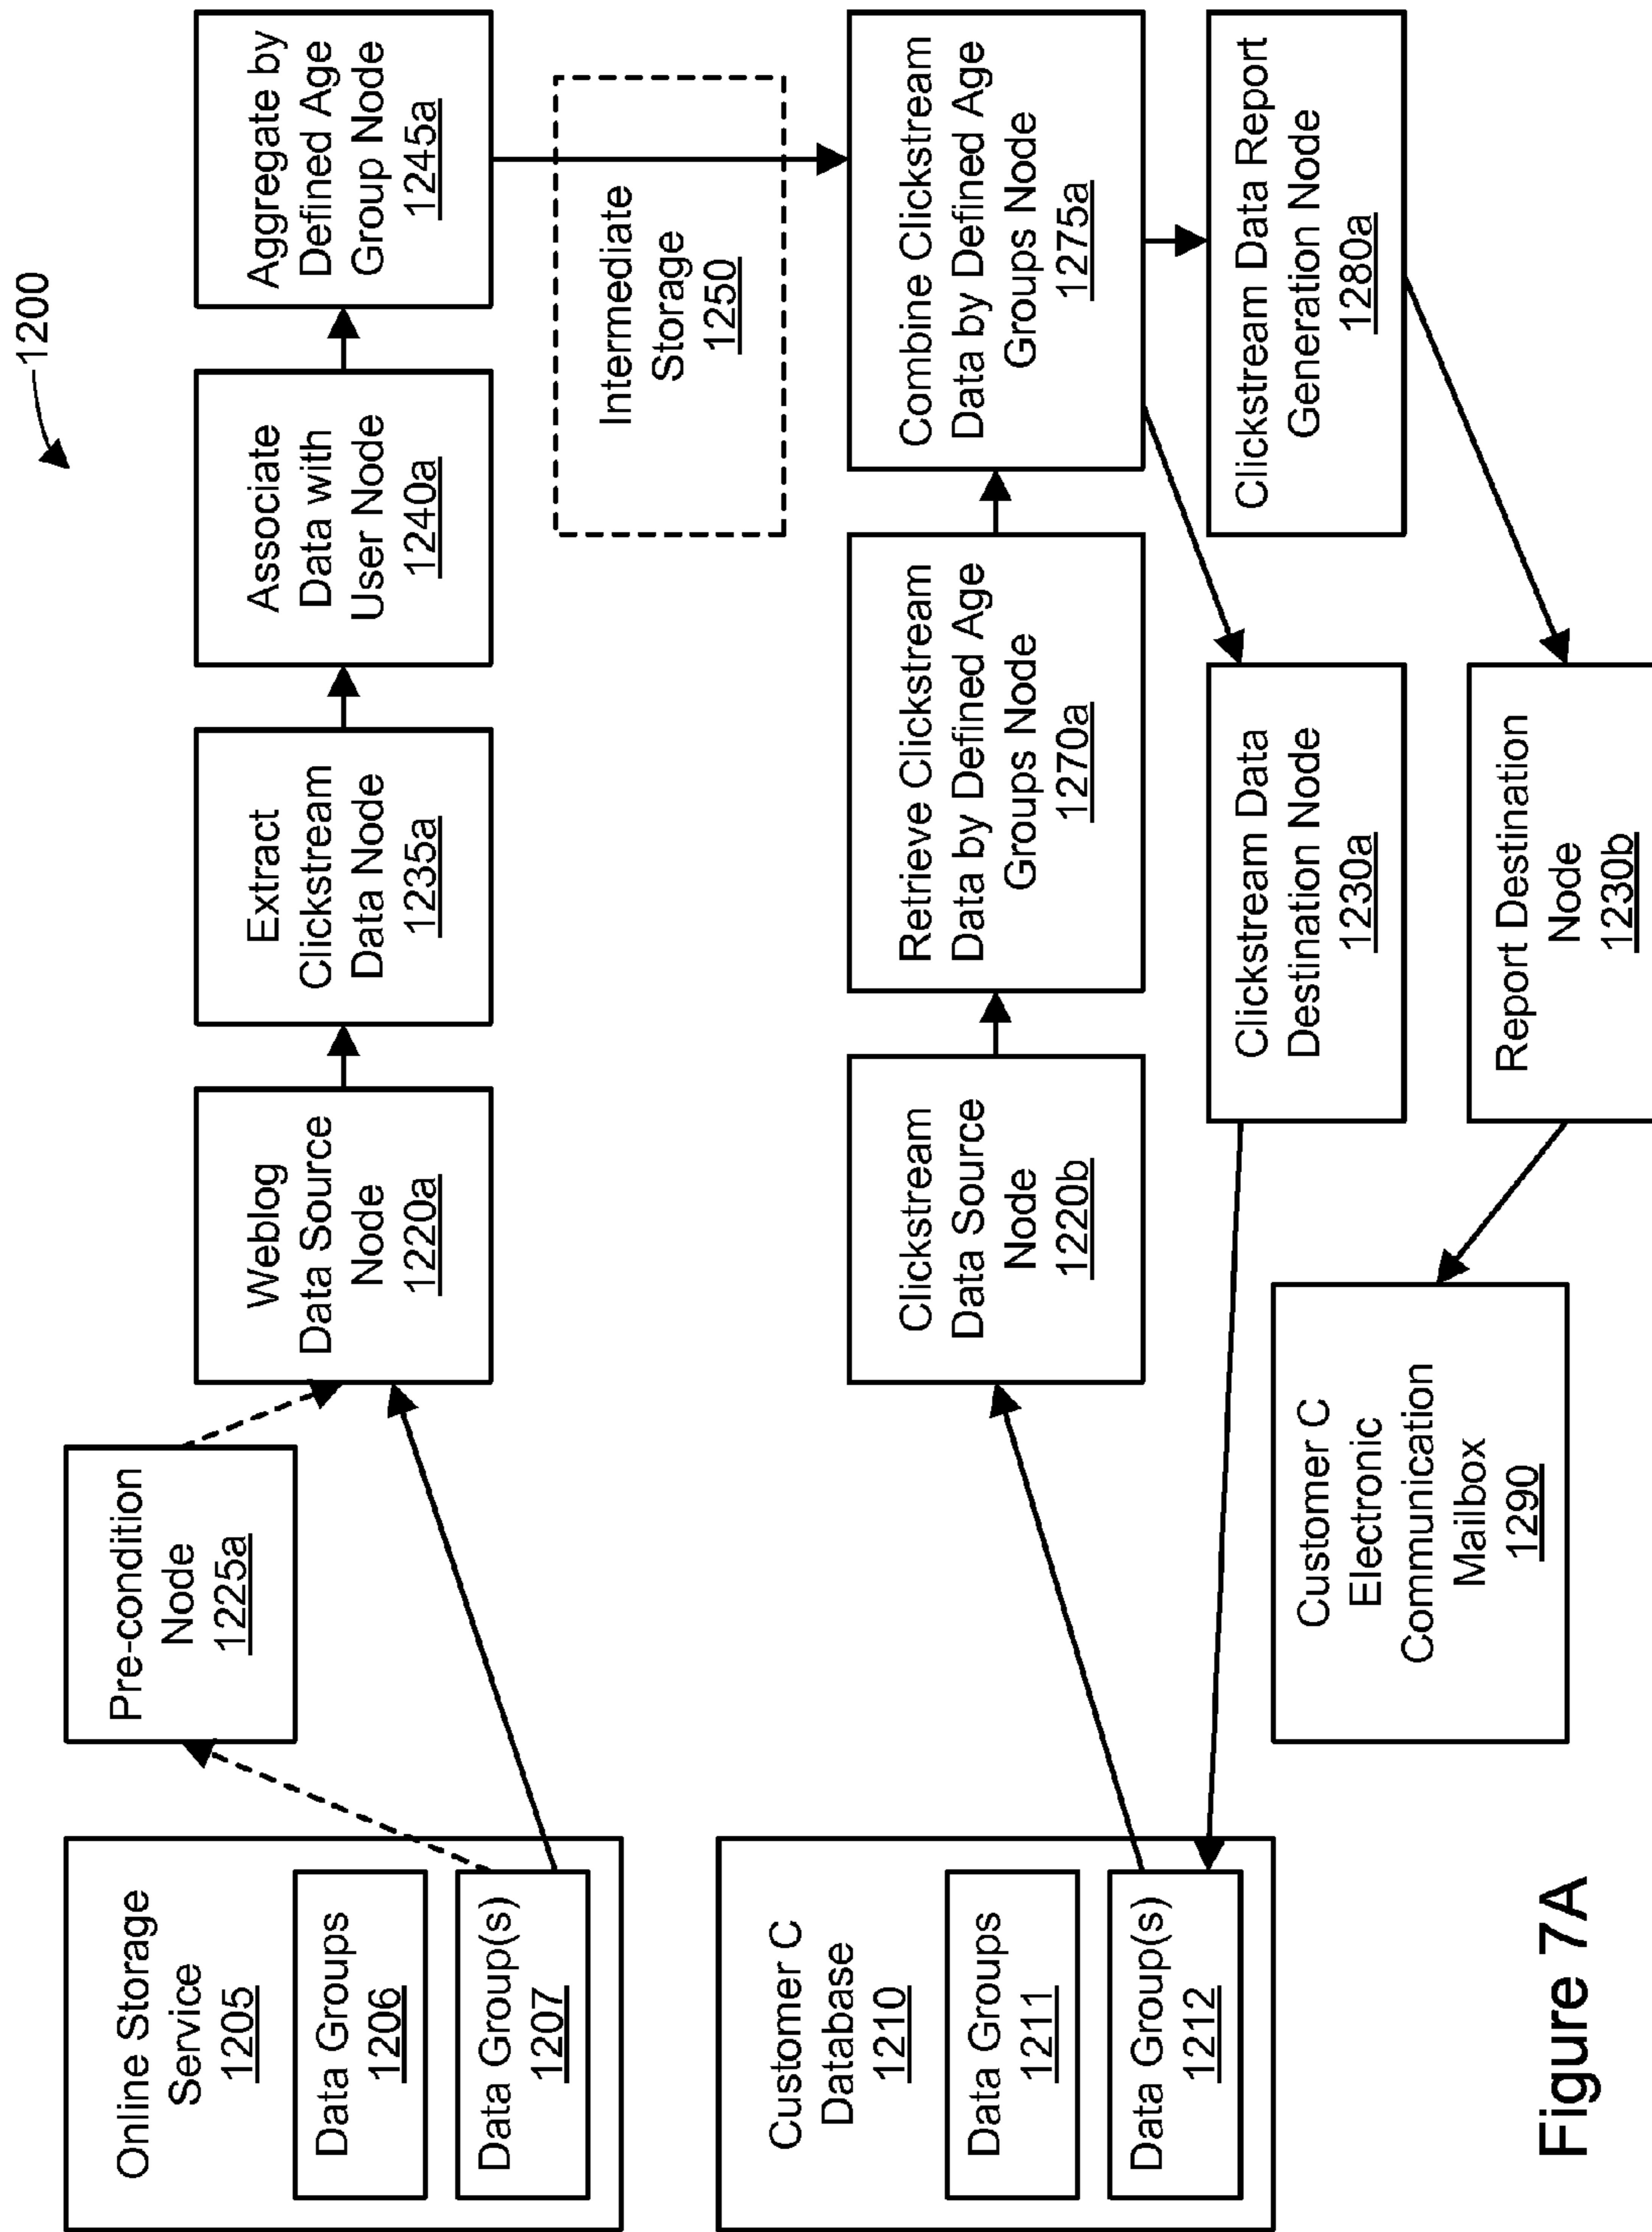 1200
Online Storage
Service
1205
Data Groups
1206
Data Group(s)
1207
Pre-condition
Node
1225a
Weblog
Data Source
Node
1220a
Extract
Clickstream
Data Node
1235a
Associate
Data with
User Node
1240a
Aggregate by
Defined Age
Group Node
1245a
Intermediate
Storage
1250
Customer C
Database
1210
Data Groups
1211
Data Group(s)
1212
Clickstream
Data Source
Node
1220b
Retrieve Clickstream
Data by Defined Age
Groups Node
1270a
Combine Clickstream
Data by Defined Age
Groups Node
1275a
Clickstream Data
Destination Node
1230a
Clickstream Data Report
Generation Node
1280a
Customer C
Electronic
Communication
Mailbox
1290
Report Destination
Node
1230b
Figure 7A